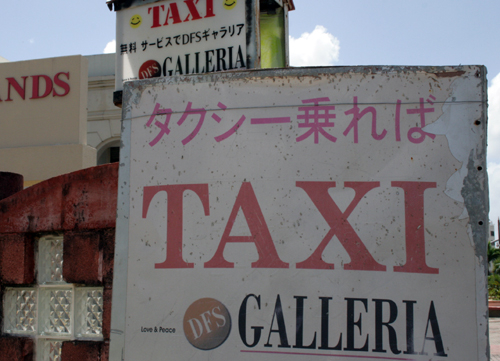 TAXI
無料 サービスでDFSギャラリア
DFS GALLERIA
ANDS
タクシー乗れば
TAXI
Love & Peace
DFS GALLERIA